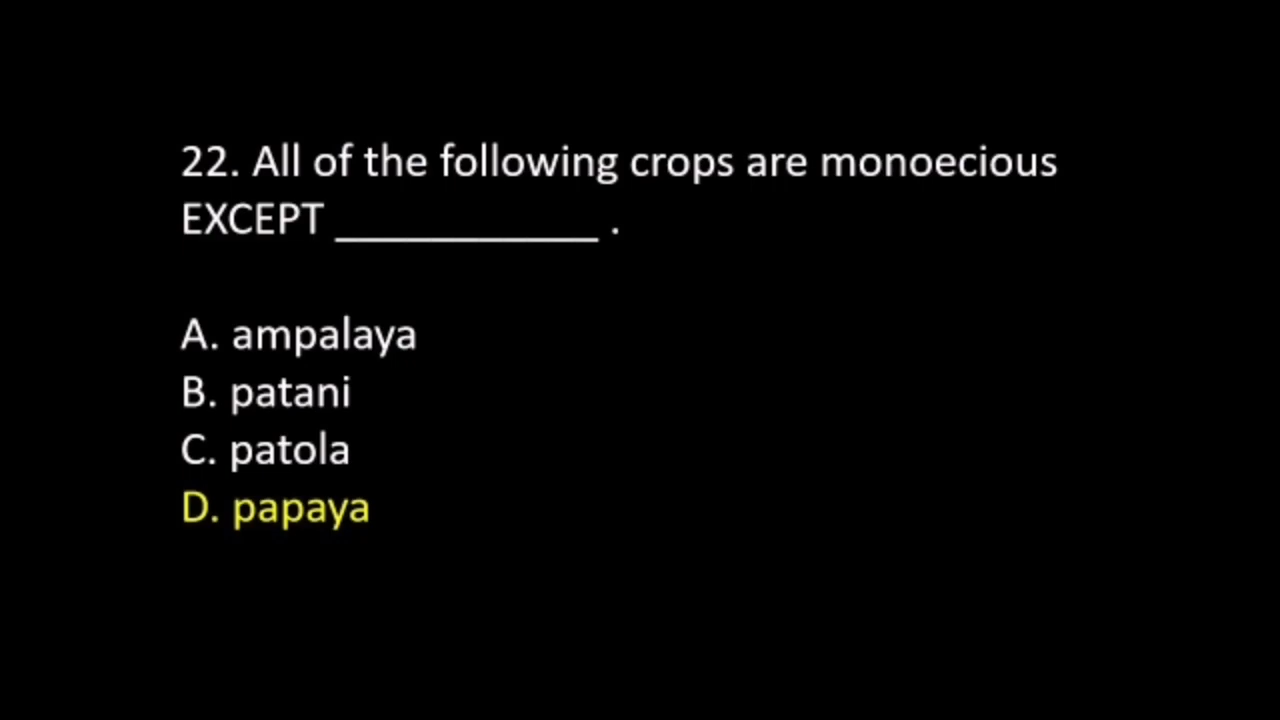 22. All of the following crops are monoecious
EXCEPT ____________ .
A. ampalaya
B. patani
C. patola
D. papaya